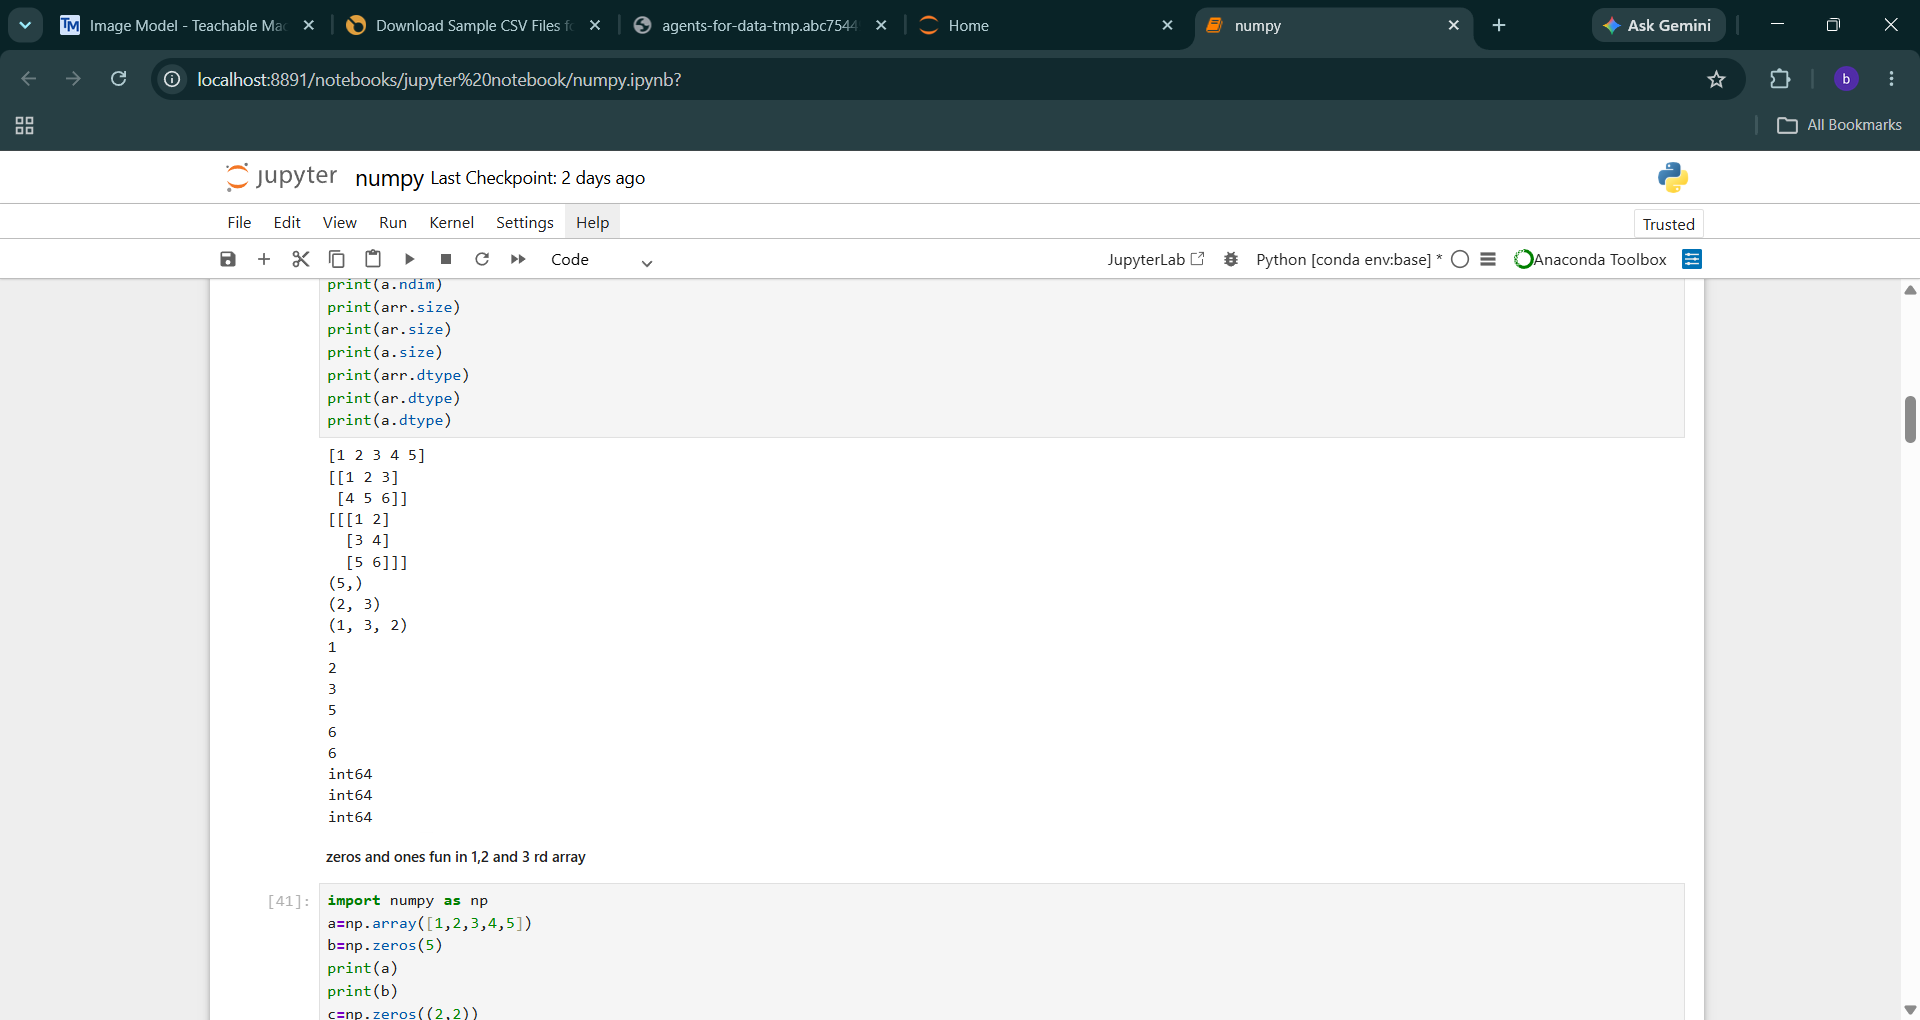 Image Model - Teachable Mac
Download Sample CSV Files f
agents-for-data-tmp.abc7544
Home
numpy
Ask Gemini
localhost:8891/notebooks/jupyter%20notebook/numpy.ipynb?
b
All Bookmarks
jupyter numpy Last Checkpoint: 2 days ago
File Edit View Run Kernel Settings Help
Trusted
Code
JupyterLab
Python [conda env:base] *
Anaconda Toolbox
print(a.ndim)
print(arr.size)
print(ar.size)
print(a.size)
print(arr.dtype)
print(ar.dtype)
print(a.dtype)
[1 2 3 4 5]
[[1 2 3]
 [4 5 6]]
[[[1 2]
  [3 4]
  [5 6]]]
(5,)
(2, 3)
(1, 3, 2)
1
2
3
5
6
6
int64
int64
int64
zeros and ones fun in 1,2 and 3 rd array
[41]:
import numpy as np
a=np.array([1,2,3,4,5])
b=np.zeros(5)
print(a)
print(b)
c=np.zeros((2,2))